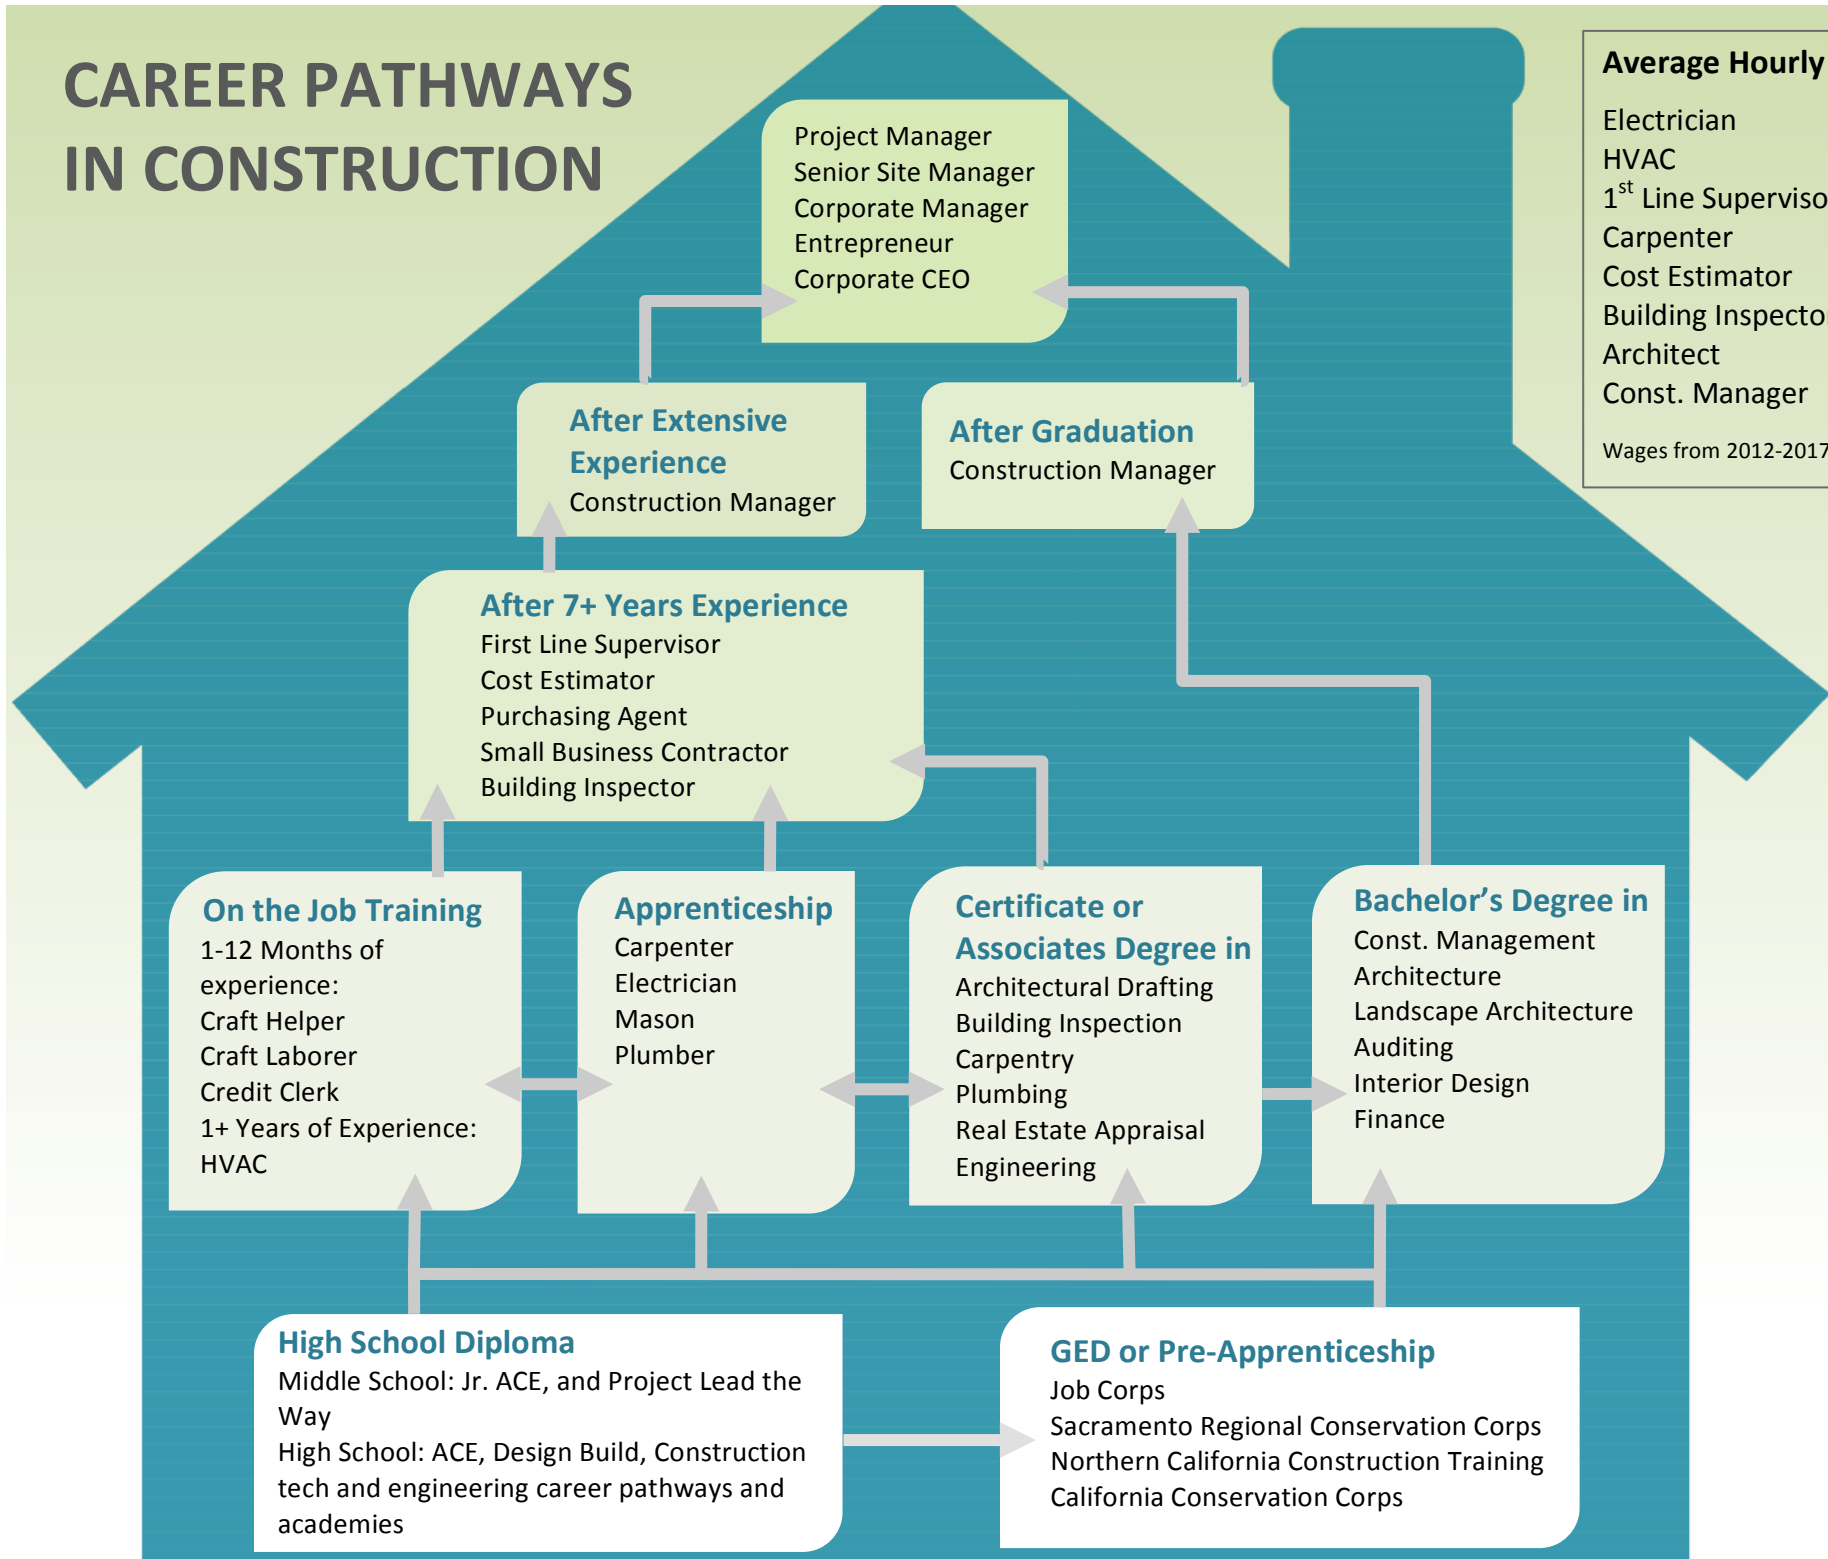 CAREER PATHWAYS
IN CONSTRUCTION
Average Hourly
Electrician
HVAC
1st Line Superviso
Carpenter
Cost Estimator
Building Inspector
Architect
Const. Manager
Wages from 2012-2017
Project Manager
Senior Site Manager
Corporate Manager
Entrepreneur
Corporate CEO
After Extensive
Experience
Construction Manager
After Graduation
Construction Manager
After 7+ Years Experience
First Line Supervisor
Cost Estimator
Purchasing Agent
Small Business Contractor
Building Inspector
On the Job Training
1-12 Months of
experience:
Craft Helper
Craft Laborer
Credit Clerk
1+ Years of Experience:
HVAC
Apprenticeship
Carpenter
Electrician
Mason
Plumber
Certificate or
Associates Degree in
Architectural Drafting
Building Inspection
Carpentry
Plumbing
Real Estate Appraisal
Engineering
Bachelor’s Degree in
Const. Management
Architecture
Landscape Architecture
Auditing
Interior Design
Finance
High School Diploma
Middle School: Jr. ACE, and Project Lead the
Way
High School: ACE, Design Build, Construction
tech and engineering career pathways and
academies
GED or Pre-Apprenticeship
Job Corps
Sacramento Regional Conservation Corps
Northern California Construction Training
California Conservation Corps